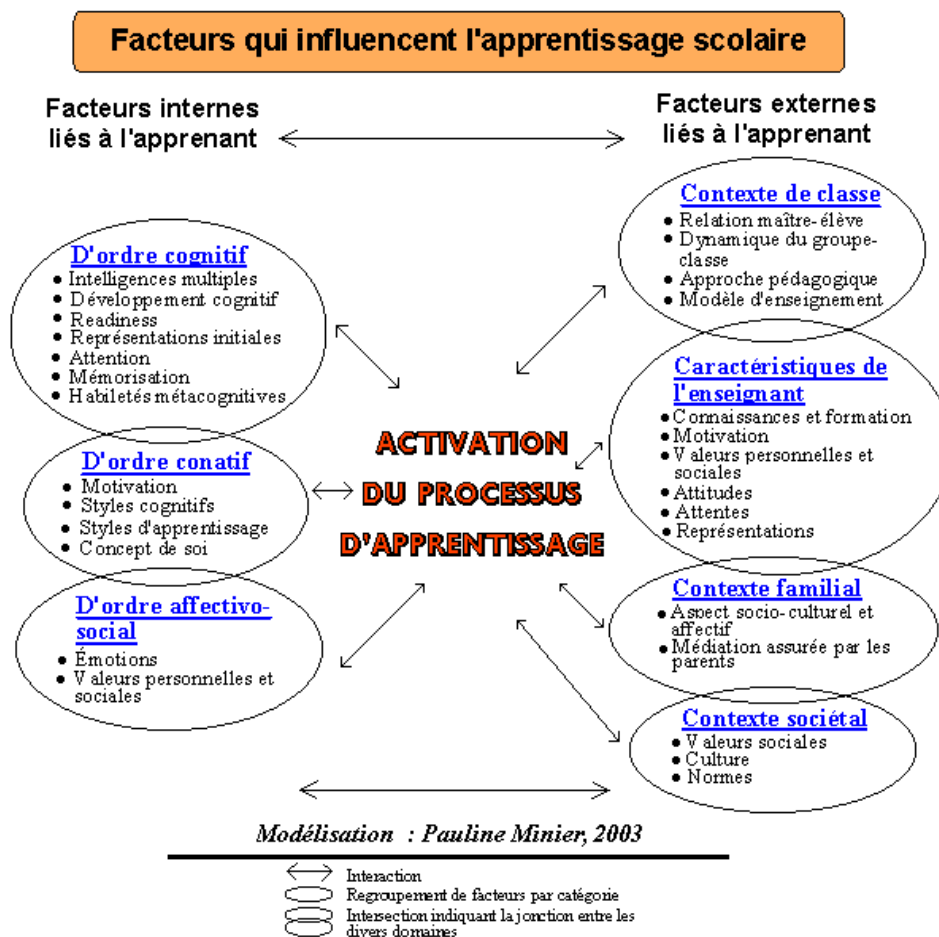 Facteurs qui influencent l'apprentissage scolaire
Facteurs internes
liés à l'apprenant
Facteurs externes
liés à l'apprenant
D'ordre cognitif
• Intelligences multiples
• Développement cognitif
• Readiness
• Représentations initiales
• Attention
• Mémorisation
• Habiletés métacognitives
D'ordre conatif
• Motivation
• Styles cognitifs
• Styles d'apprentissage
• Concept de soi
D'ordre affectivo-
social
• Émotions
• Valeurs personnelles et
sociales
ACTIVATION
DU PROCESSUS
D'APPRENTISSAGE
Contexte de classe
• Relation maître-élève
• Dynamique du groupe-
classe
• Approche pédagogique
• Modèle d'enseignement
Caractéristiques de
l'enseignant
• Connaissances et formation
• Motivation
• Valeurs personnelles et
sociales
• Attitudes
• Attentes
• Représentations
Contexte familial
• Aspect socio-culturel et
affectif
• Médiation assurée par les
parents
Contexte sociétal
• Valeurs sociales
• Culture
• Normes
Modélisation : Pauline Minier, 2003
Interaction
Regroupement de facteurs par catégorie
Intersection indiquant la jonction entre les
divers domaines